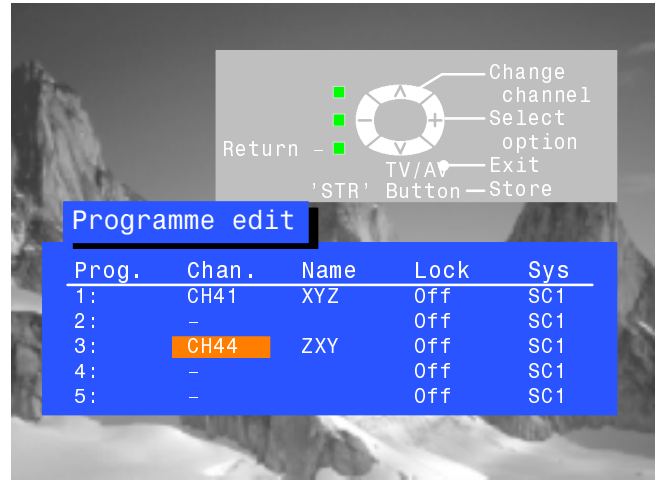 Change
channel
Select
option
Return –
Exit
TV/AV
'STR' Button
Store
Programme edit
Prog. Chan. Name Lock Sys
1: CH41 XYZ Off SC1
2: – Off SC1
3: CH44 ZXY Off SC1
4: – Off SC1
5: – Off SC1